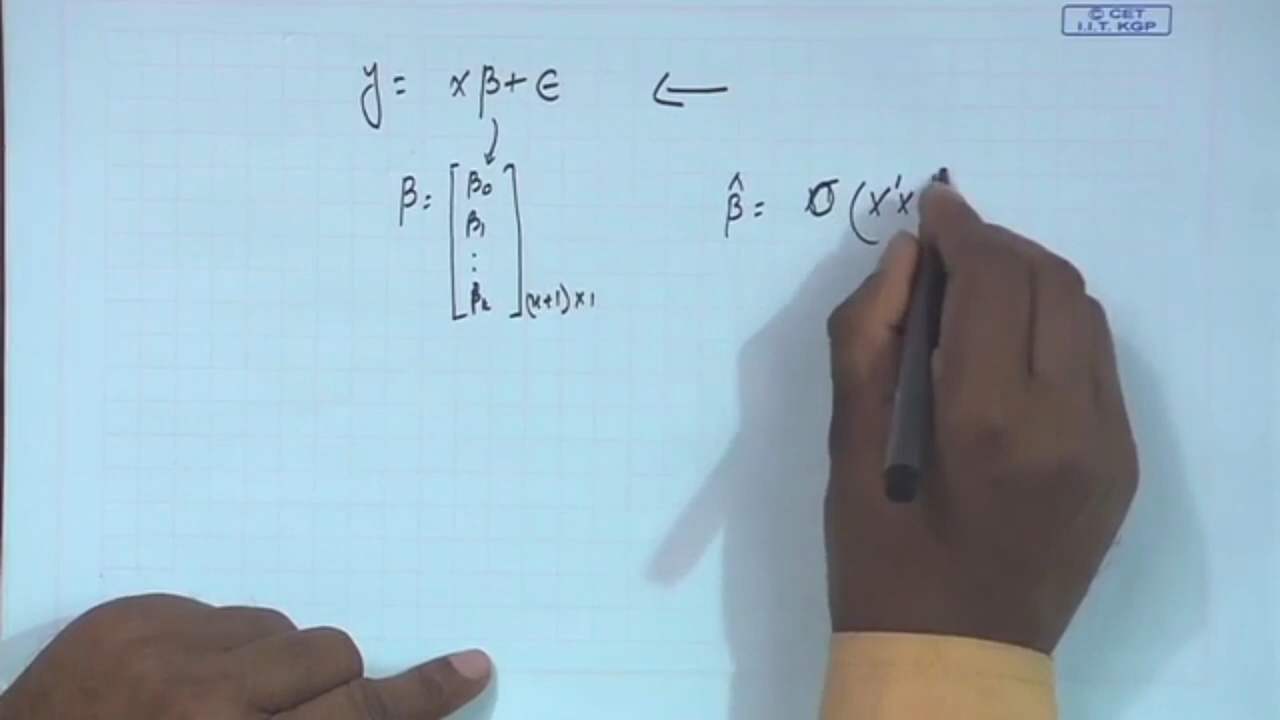 © CET
I.I.T. KGP
y = xβ + ϵ ←
β = [β₀ β₁ ⋮ βₖ](k+1)×1
β̂ = (x'x